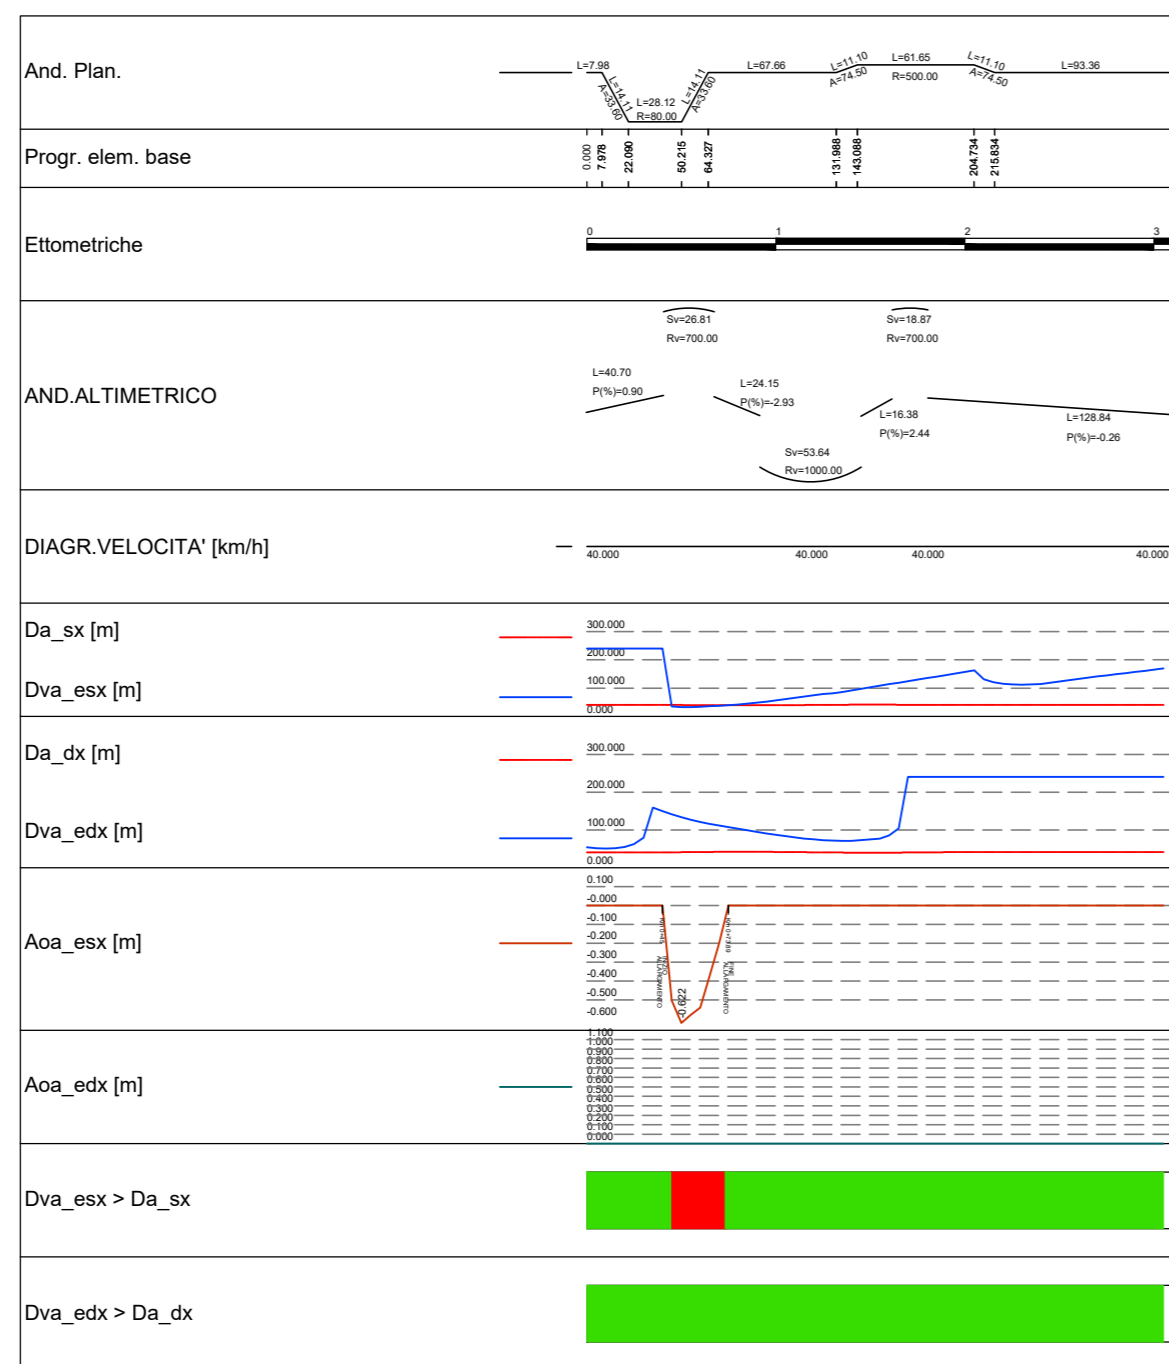 And. Plan.
L=7.98
L=14.11
A=33.60
L=28.12
R=80.00
L=14.11
A=33.60
L=67.66
L=11.10
A=74.50
L=61.65
R=500.00
L=11.10
A=74.50
L=93.36
Progr. elem. base
0.000
7.978
22.090
50.215
64.327
131.988
143.088
204.734
215.834
Ettometriche
0
1
2
3
AND.ALTIMETRICO
L=40.70
P(%)=0.90
Sv=26.81
Rv=700.00
L=24.15
P(%)=-2.93
Sv=53.64
Rv=1000.00
L=16.38
P(%)=2.44
Sv=18.87
Rv=700.00
L=128.84
P(%)=-0.26
DIAGR.VELOCITA' [km/h]
40.000
40.000
40.000
40.000
Da_sx [m]
Dva_esx [m]
300.000
200.000
100.000
0.000
Da_dx [m]
Dva_edx [m]
300.000
200.000
100.000
0.000
Aoa_esx [m]
0.100
-0.000
-0.100
-0.200
-0.300
-0.400
-0.500
-0.600
INIZIO
ALLARGAMENTO
-0.622
FINE
ALLARGAMENTO
Aoa_edx [m]
1.100
1.000
0.900
0.800
0.700
0.600
0.500
0.400
0.300
0.200
0.100
0.000
Dva_esx > Da_sx
Dva_edx > Da_dx